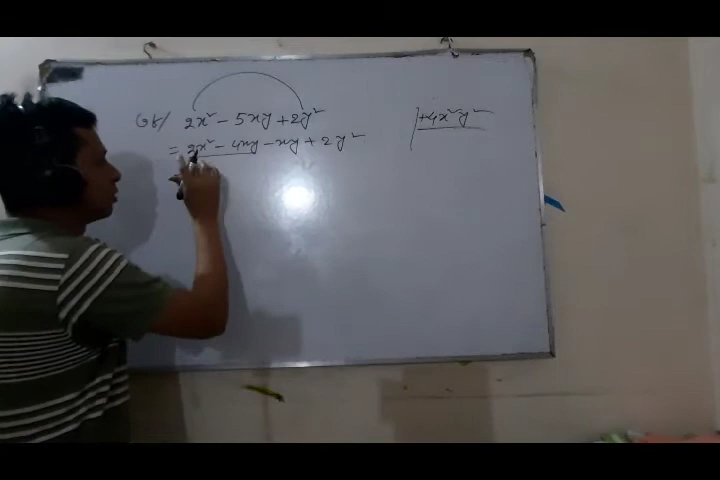 2x² - 5xy + 2y² | +4x²y²
= 2x² - 4xy - xy + 2y²